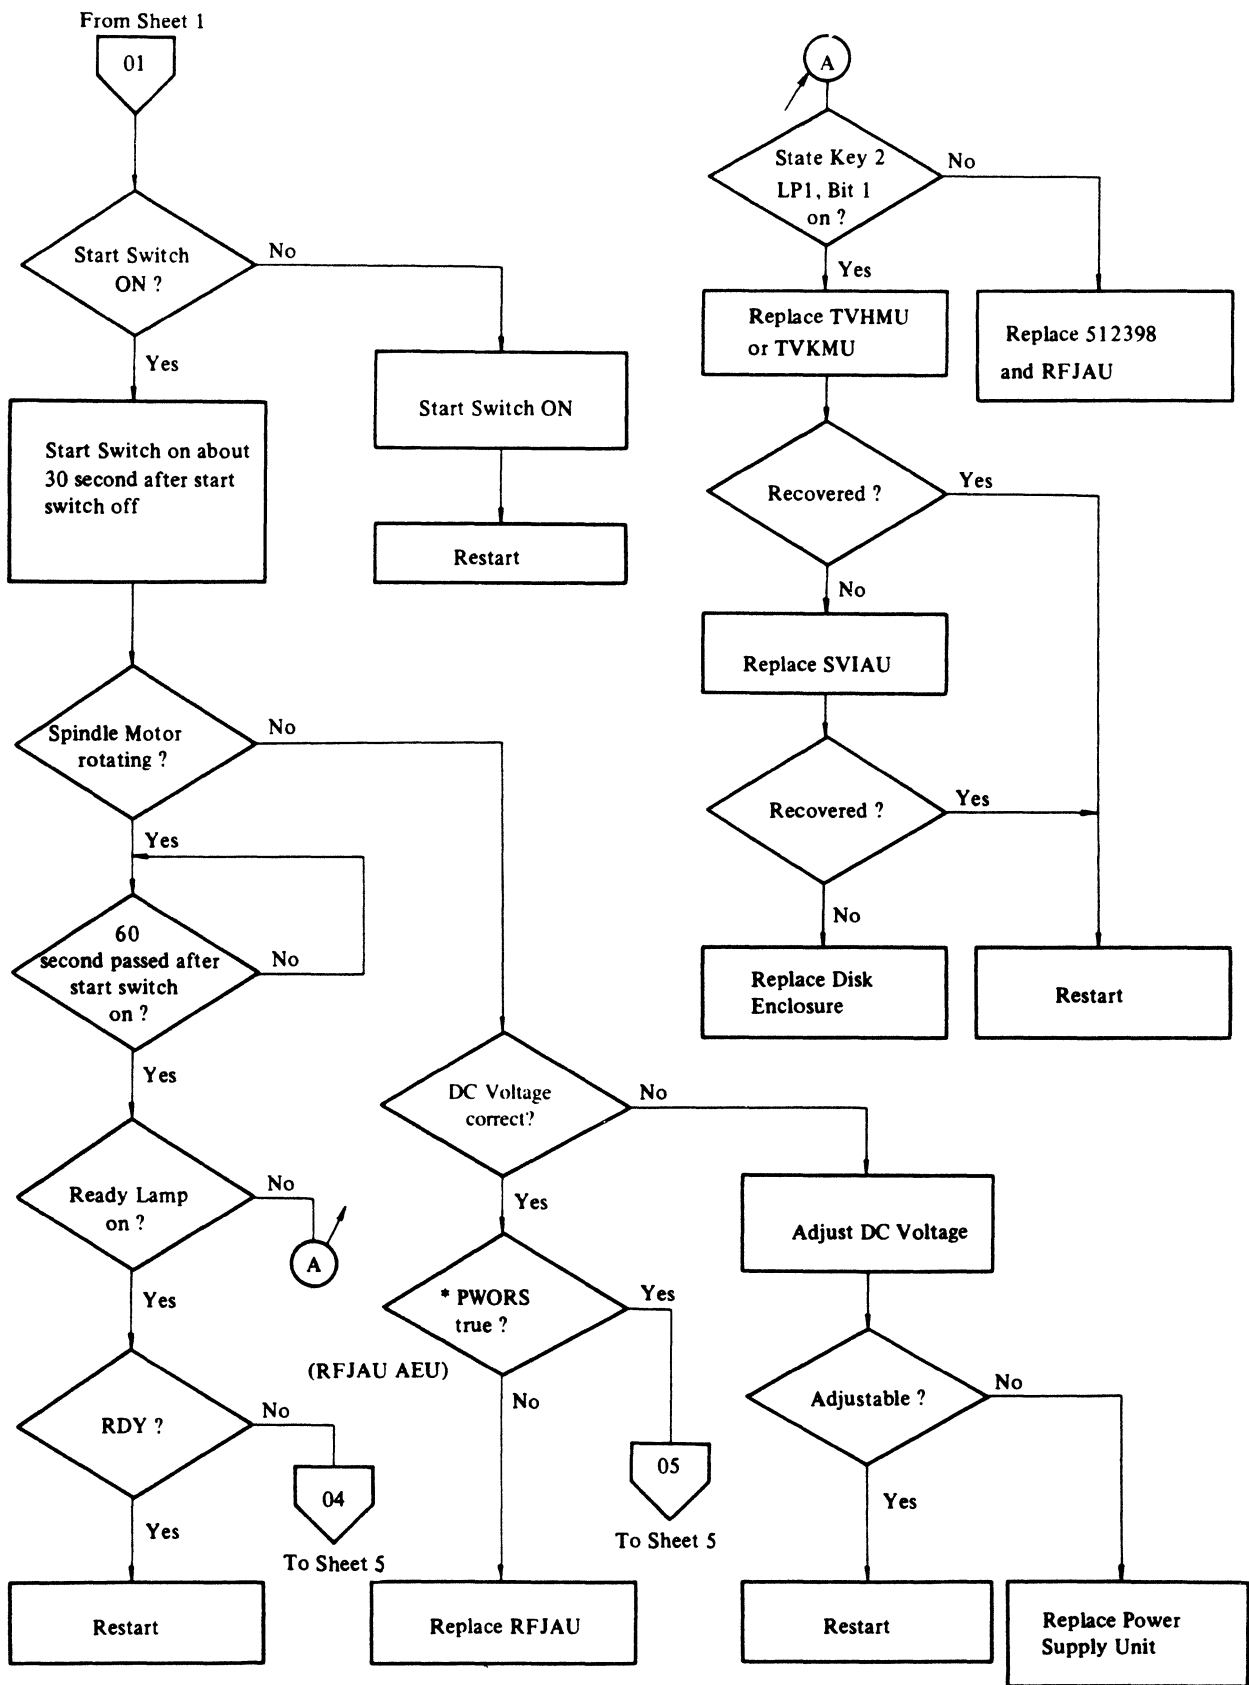 From Sheet 1
01
Start Switch
ON ?
No
Yes
Start Switch ON
Start Switch on about
30 second after start
switch off
Restart
Spindle Motor
rotating ?
No
Yes
60
second passed after
start switch
on ?
No
Yes
Ready Lamp
on ?
No
A
Yes
RDY ?
No
04
To Sheet 5
Yes
Restart
DC Voltage
correct?
No
Yes
* PWORS
true ?
Yes
(RFJAU AEU)
No
05
To Sheet 5
Replace RFJAU
Adjust DC Voltage
Adjustable ?
No
Yes
Restart
Replace Power
Supply Unit
A
State Key 2
LP1, Bit 1
on ?
No
Yes
Replace TVHMU
or TVKMU
Replace 512398
and RFJAU
Recovered ?
Yes
No
Replace SVIAU
Recovered ?
Yes
No
Replace Disk
Enclosure
Restart